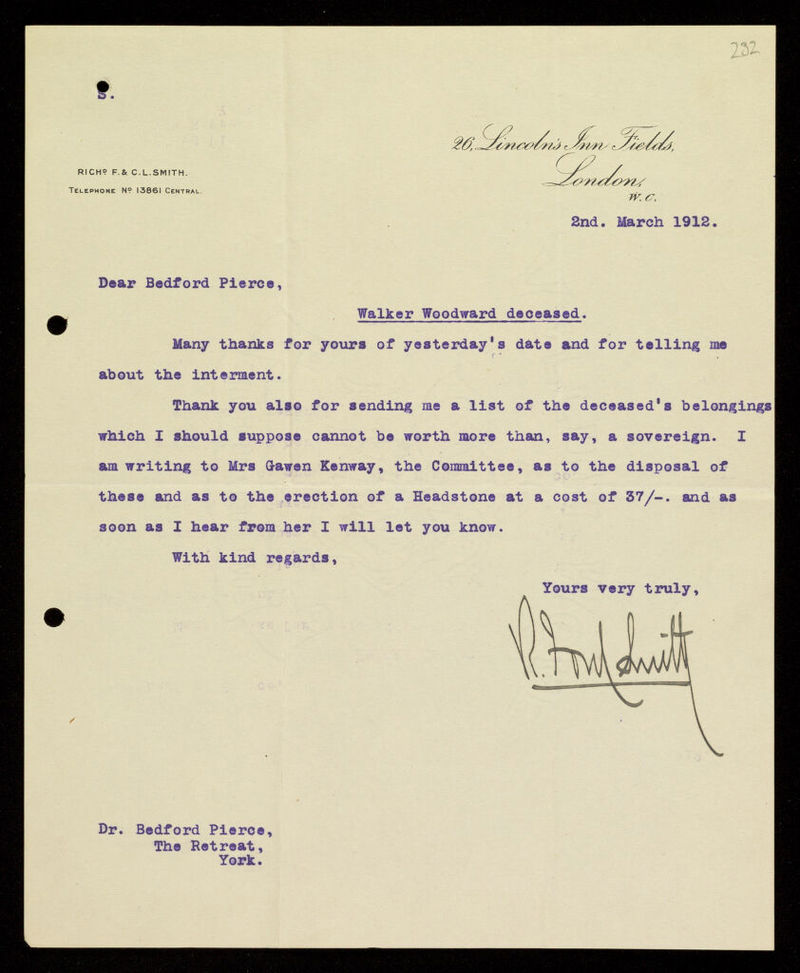 232
S.
26, Lincoln's Inn Fields,
London,
W.C.
RICHD F. & C.L. SMITH.
TELEPHONE No 13861 CENTRAL.
2nd. March 1912.
Dear Bedford Pierce,
Walker Woodward deceased.
Many thanks for yours of yesterday's date and for telling me
about the interment.
Thank you also for sending me a list of the deceased's belongings
which I should suppose cannot be worth more than, say, a sovereign. I
am writing to Mrs Gawen Kenway, the Committee, as to the disposal of
these and as to the erection of a Headstone at a cost of 37/-. and as
soon as I hear from her I will let you know.
With kind regards,
Yours very truly,
Dr. Bedford Pierce,
The Retreat,
York.